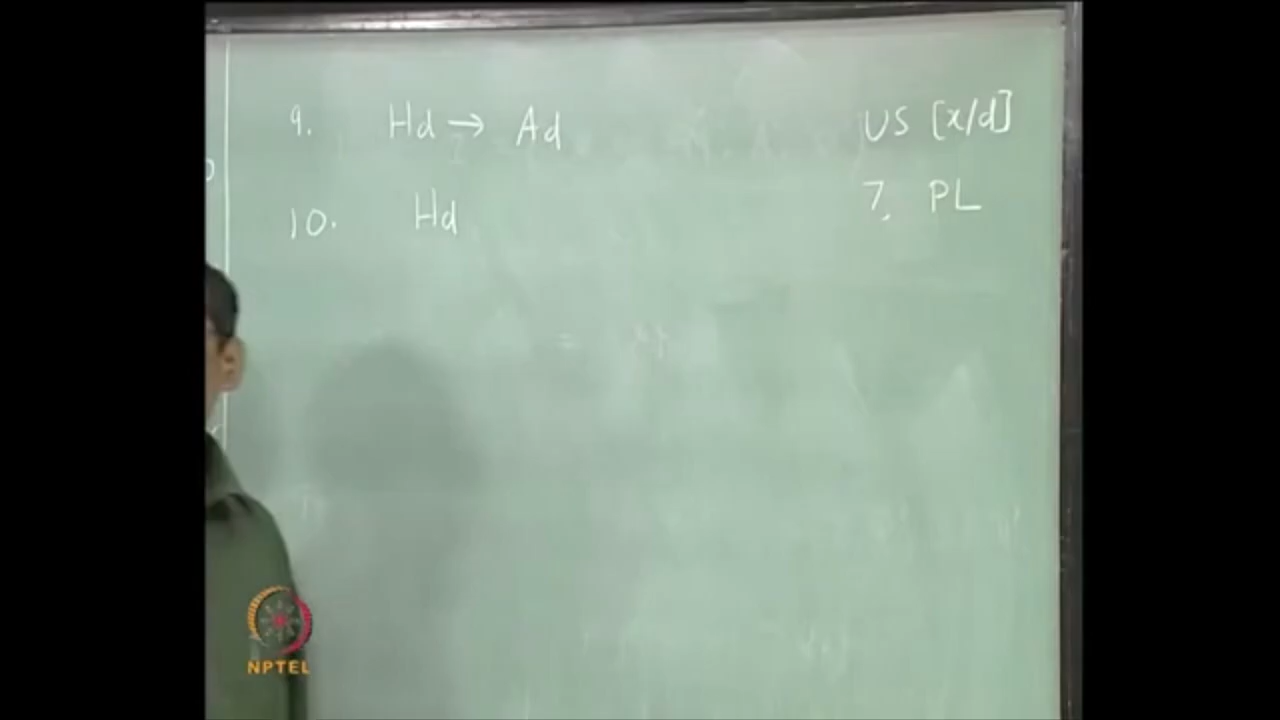 9. Hd → Ad US [x/d]
10. Hd 7, PL
NPTEL